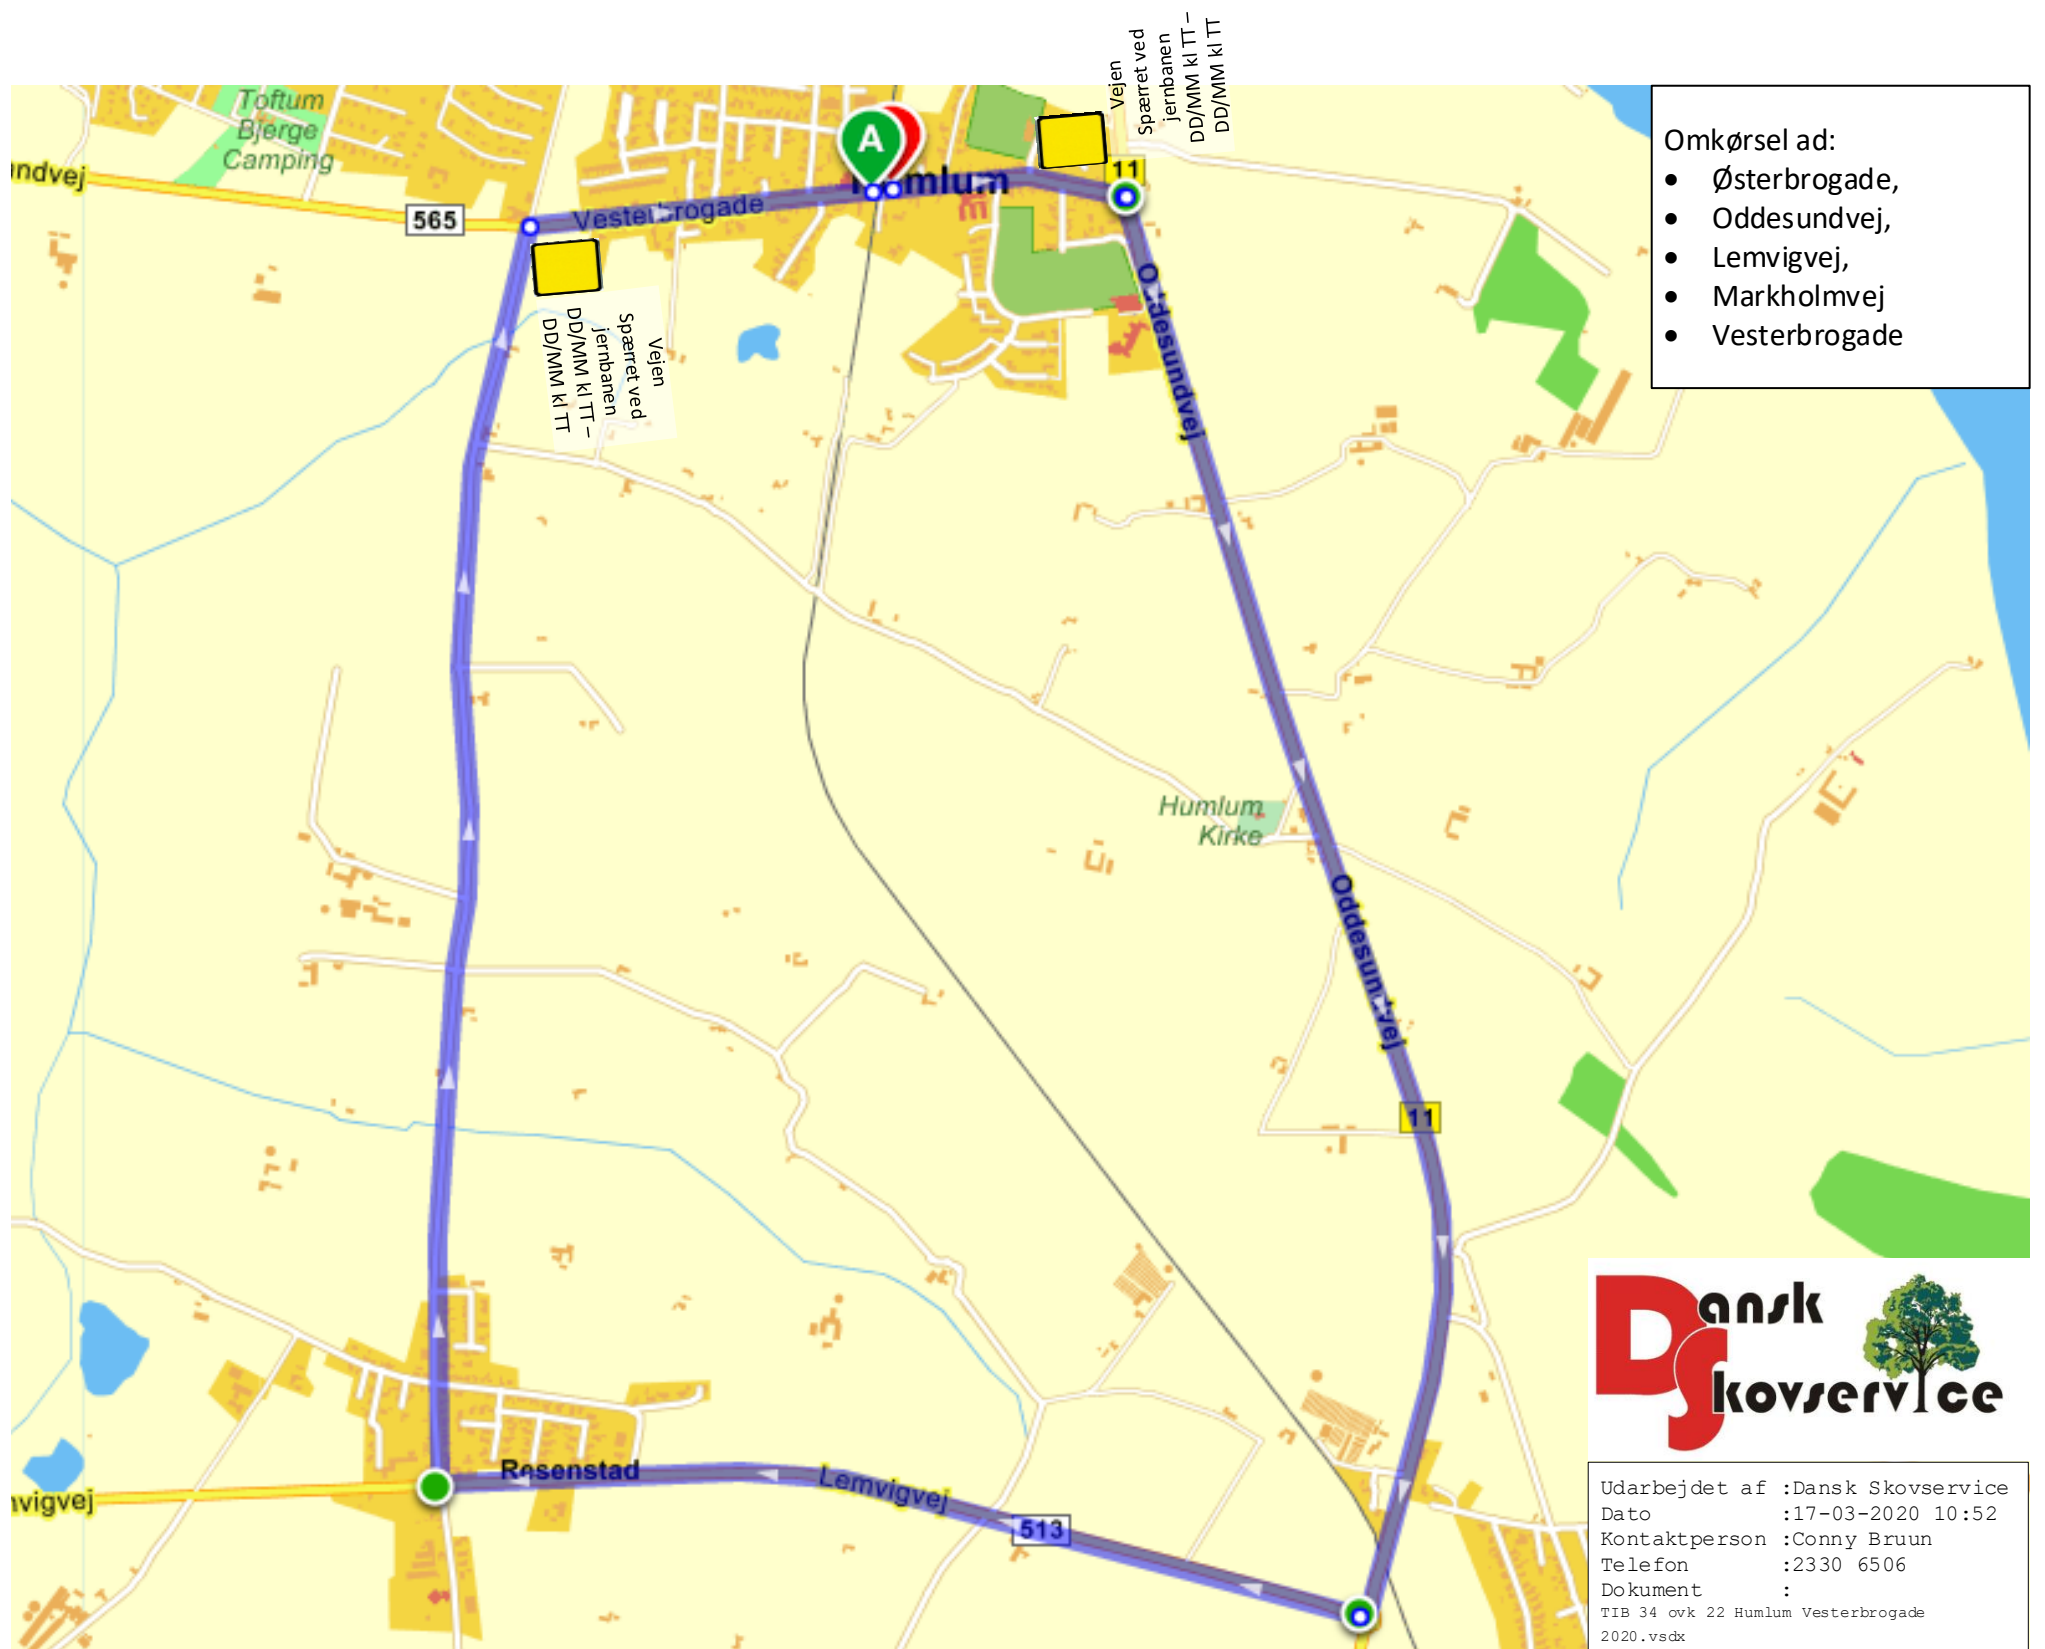 Vejen
Spærret ved
jernbanen
DD/MM kl TT –
DD/MM kl TT
Toftum
Bjerge
Camping
ndvej
565
Vesterbrogade
A
mlum
11
Omkørsel ad:
• Østerbrogade,
• Oddesundvej,
• Lemvigvej,
• Markholmvej
• Vesterbrogade
Vejen
Spærret ved
jernbanen
DD/MM kl TT –
DD/MM kl TT
Oddesundvej
Humlum
Kirke
Oddesundvej
11
Resenstad
Lemvigvej
vigvej
513
Dansk
Skovservice
Udarbejdet af :Dansk Skovservice
Dato :17-03-2020 10:52
Kontaktperson :Conny Bruun
Telefon :2330 6506
Dokument :
TIB 34 ovk 22 Humlum Vesterbrogade
2020.vsdx